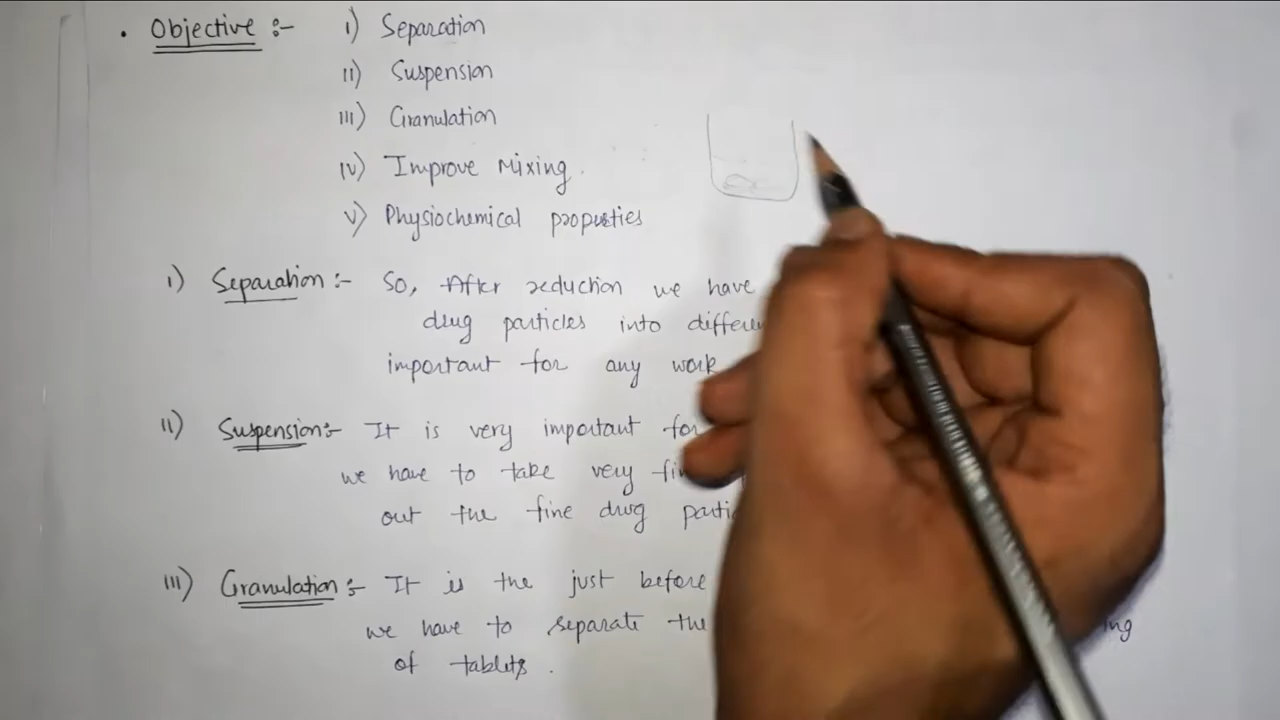 . Objective :- i) Separation
ii) Suspension
iii) Granulation
iv) Improve Mixing.
v) Physiochemical properties
i) Separation :- So, After reduction we have
drug particles into
important for any work
ii) Suspension:- It is very important for
we have to take very
out the fine drug
iii) Granulation :- It is the just before
we have to separate the
of tablets .